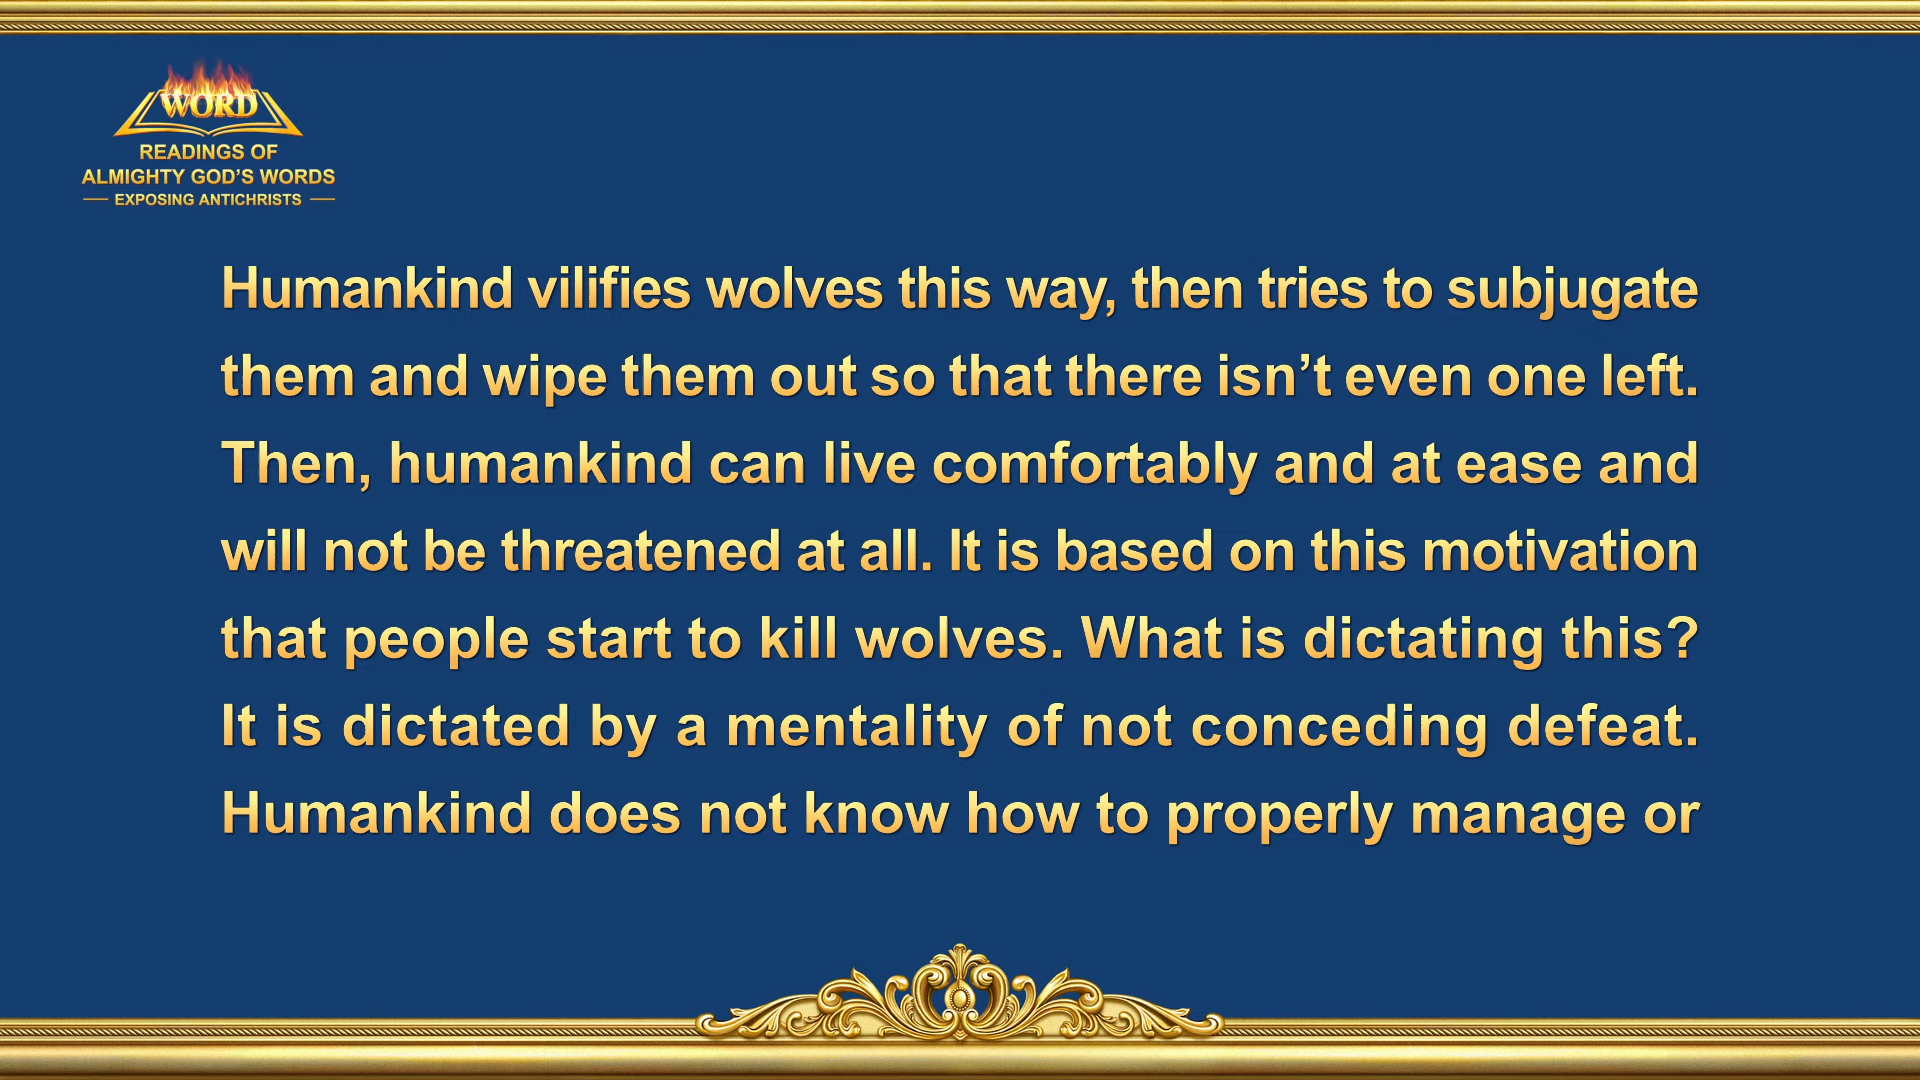 WORD
READINGS OF
ALMIGHTY GOD’S WORDS
EXPOSING ANTICHRISTS
Humankind vilifies wolves this way, then tries to subjugate
them and wipe them out so that there isn’t even one left.
Then, humankind can live comfortably and at ease and
will not be threatened at all. It is based on this motivation
that people start to kill wolves. What is dictating this?
It is dictated by a mentality of not conceding defeat.
Humankind does not know how to properly manage or